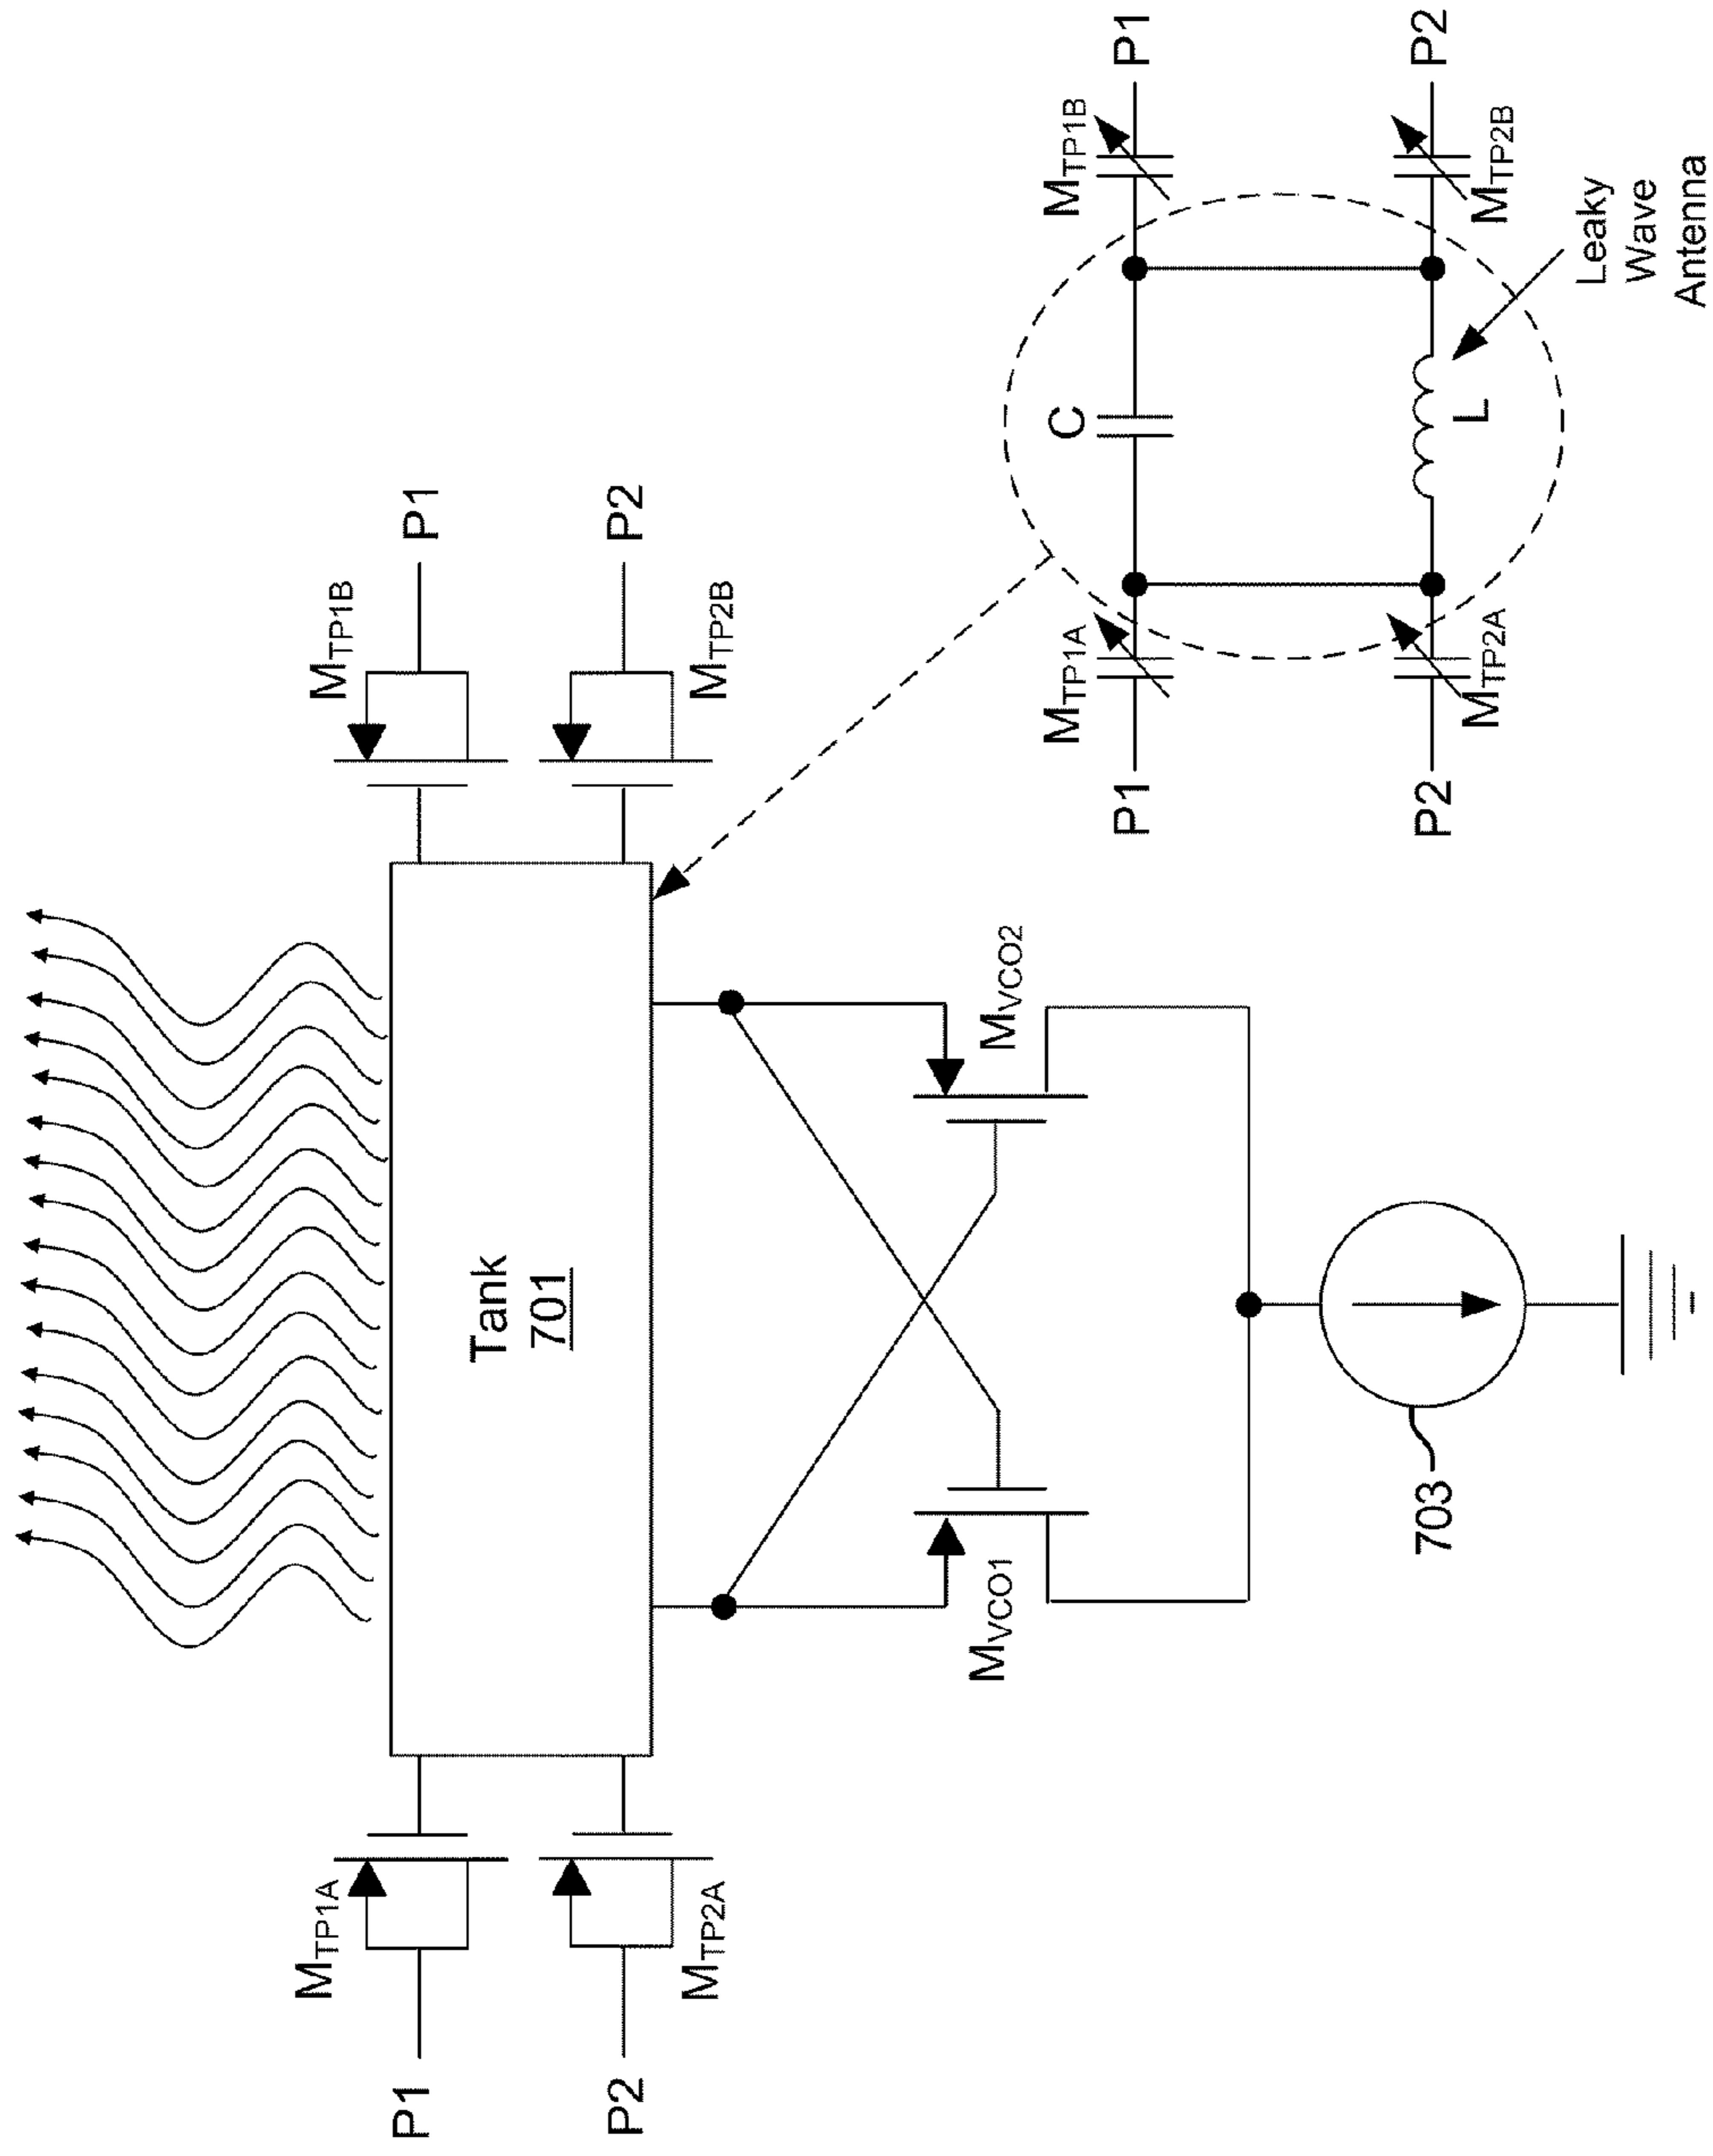 MTP1A
MTP1B
P1
P1
Tank
701
P2
P2
MTP2A
MTP2B
MVCO1
MVCO2
MTP1A
C
MTP1B
P1
P1
703
P2
P2
MTP2A
L
MTP2B
Leaky
Wave
Antenna